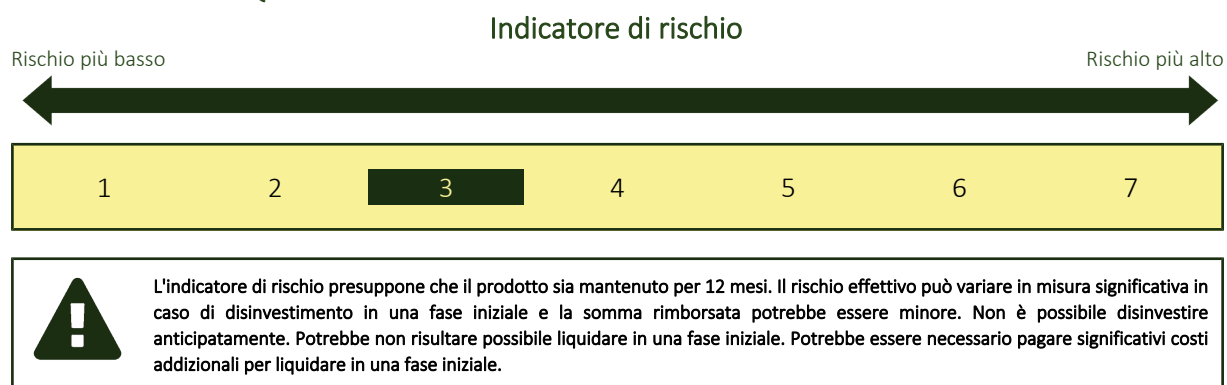 Indicatore di rischio
Rischio più basso
Rischio più alto
1 2 3 4 5 6 7
L'indicatore di rischio presuppone che il prodotto sia mantenuto per 12 mesi. Il rischio effettivo può variare in misura significativa in
caso di disinvestimento in una fase iniziale e la somma rimborsata potrebbe essere minore. Non è possibile disinvestire
anticipatamente. Potrebbe non risultare possibile liquidare in una fase iniziale. Potrebbe essere necessario pagare significativi costi
addizionali per liquidare in una fase iniziale.